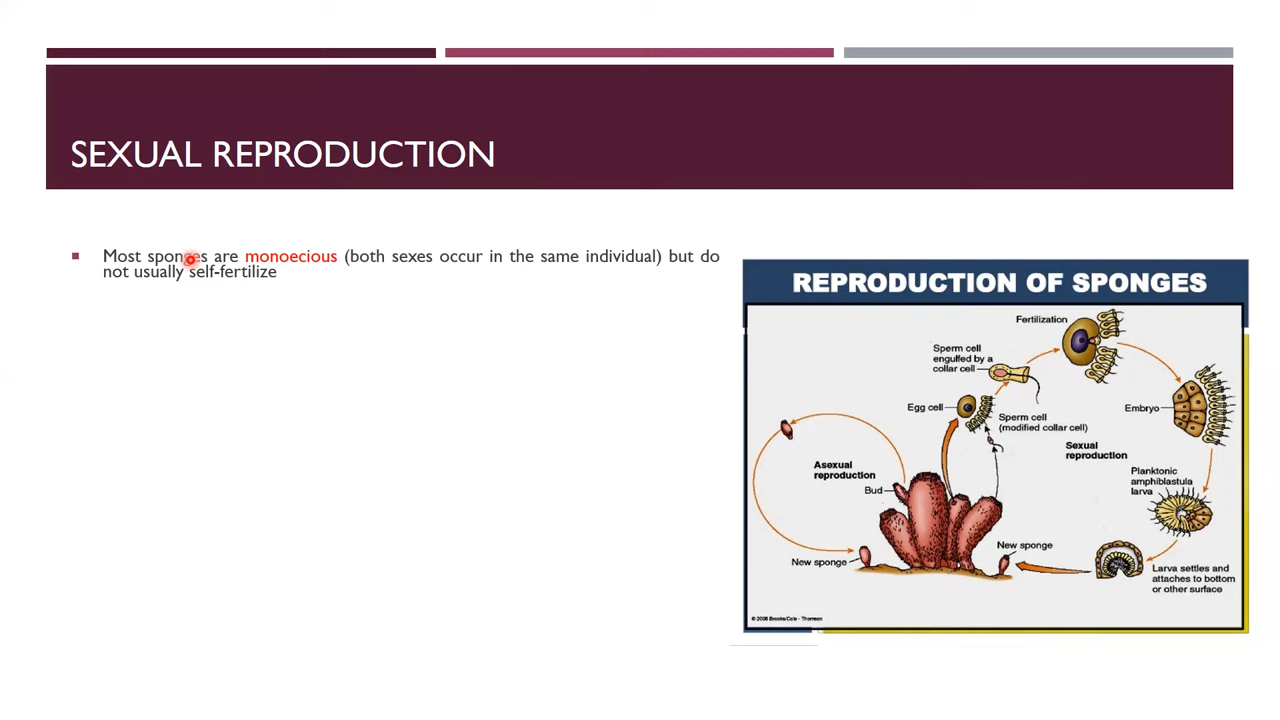 SEXUAL REPRODUCTION
Most sponges are monoecious (both sexes occur in the same individual) but do
not usually self-fertilize
REPRODUCTION OF SPONGES
Fertilization
Sperm cell
engulfed by a
collar cell
Egg cell
Sperm cell
(modified collar cell)
Embryo
Sexual
reproduction
Asexual
reproduction
Bud
Planktonic
amphiblastula
larva
New sponge
New sponge
Larva settles and
attaches to bottom
or other surface
© 2006 Brooks/Cole - Thomson